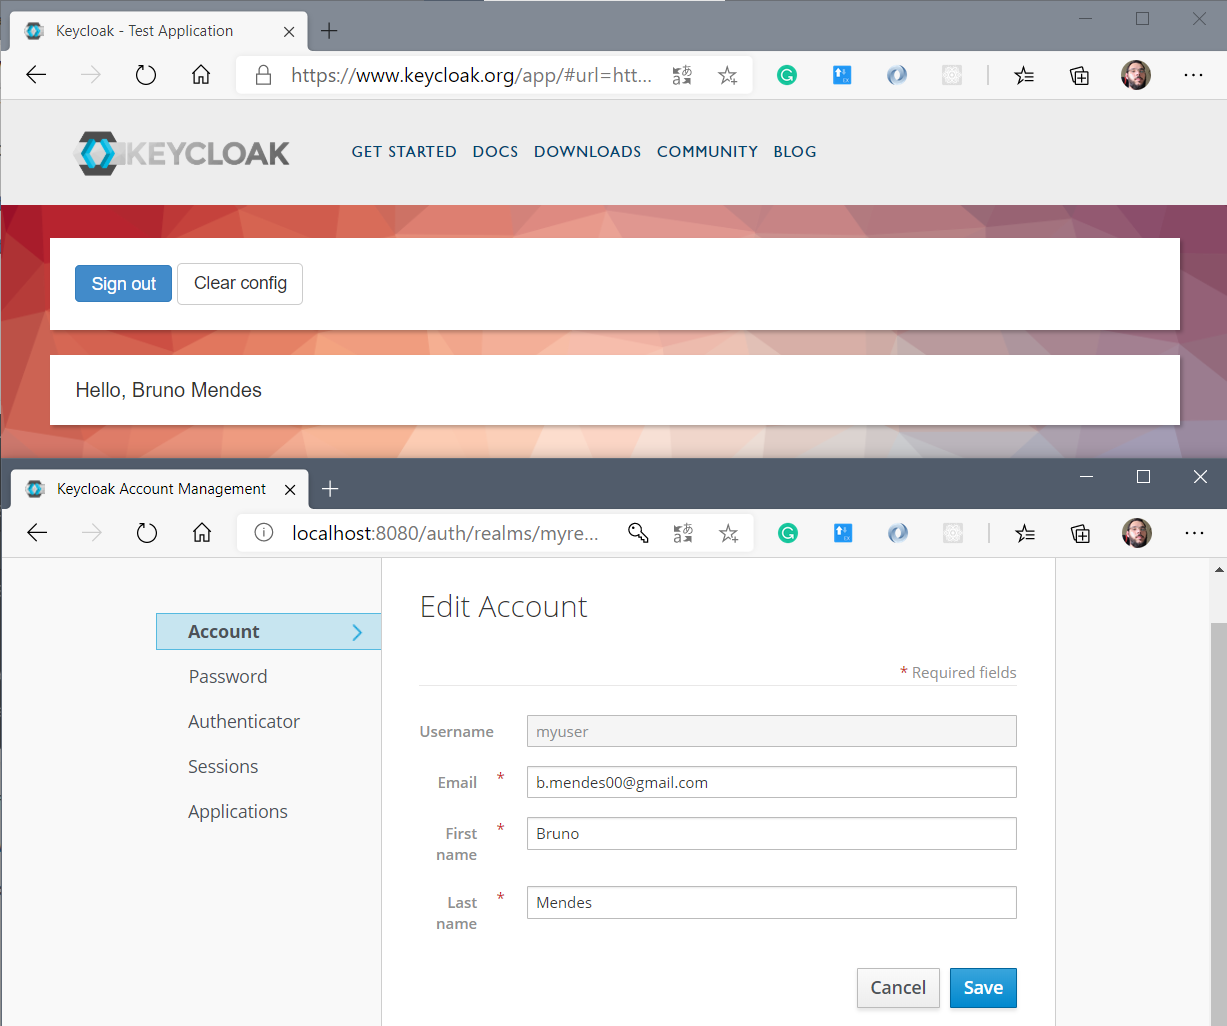 Keycloak - Test Application
https://www.keycloak.org/app/#url=htt...
KEYCLOAK
GET STARTED DOCS DOWNLOADS COMMUNITY BLOG
Sign out Clear config
Hello, Bruno Mendes
Keycloak Account Management
localhost:8080/auth/realms/myre...
Edit Account
Account
* Required fields
Password
Authenticator
Sessions
Applications
Username myuser
Email * b.mendes00@gmail.com
First name * Bruno
Last name * Mendes
Cancel Save